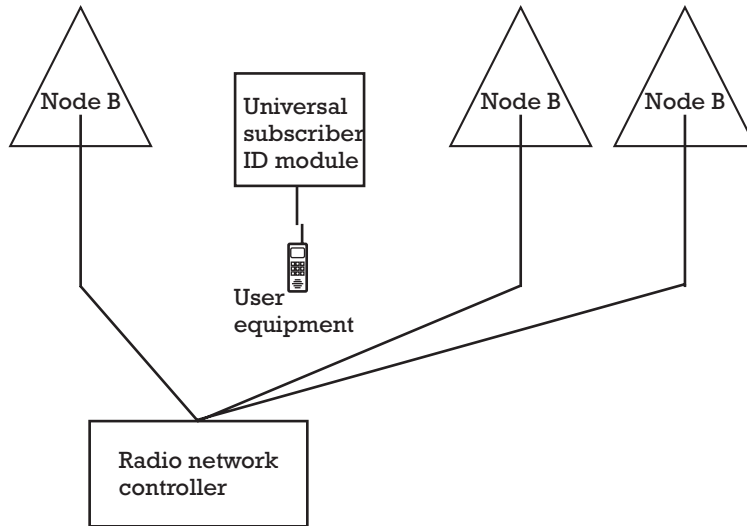 Node B
Universal
subscriber
ID module
Node B
Node B
User
equipment
Radio network
controller